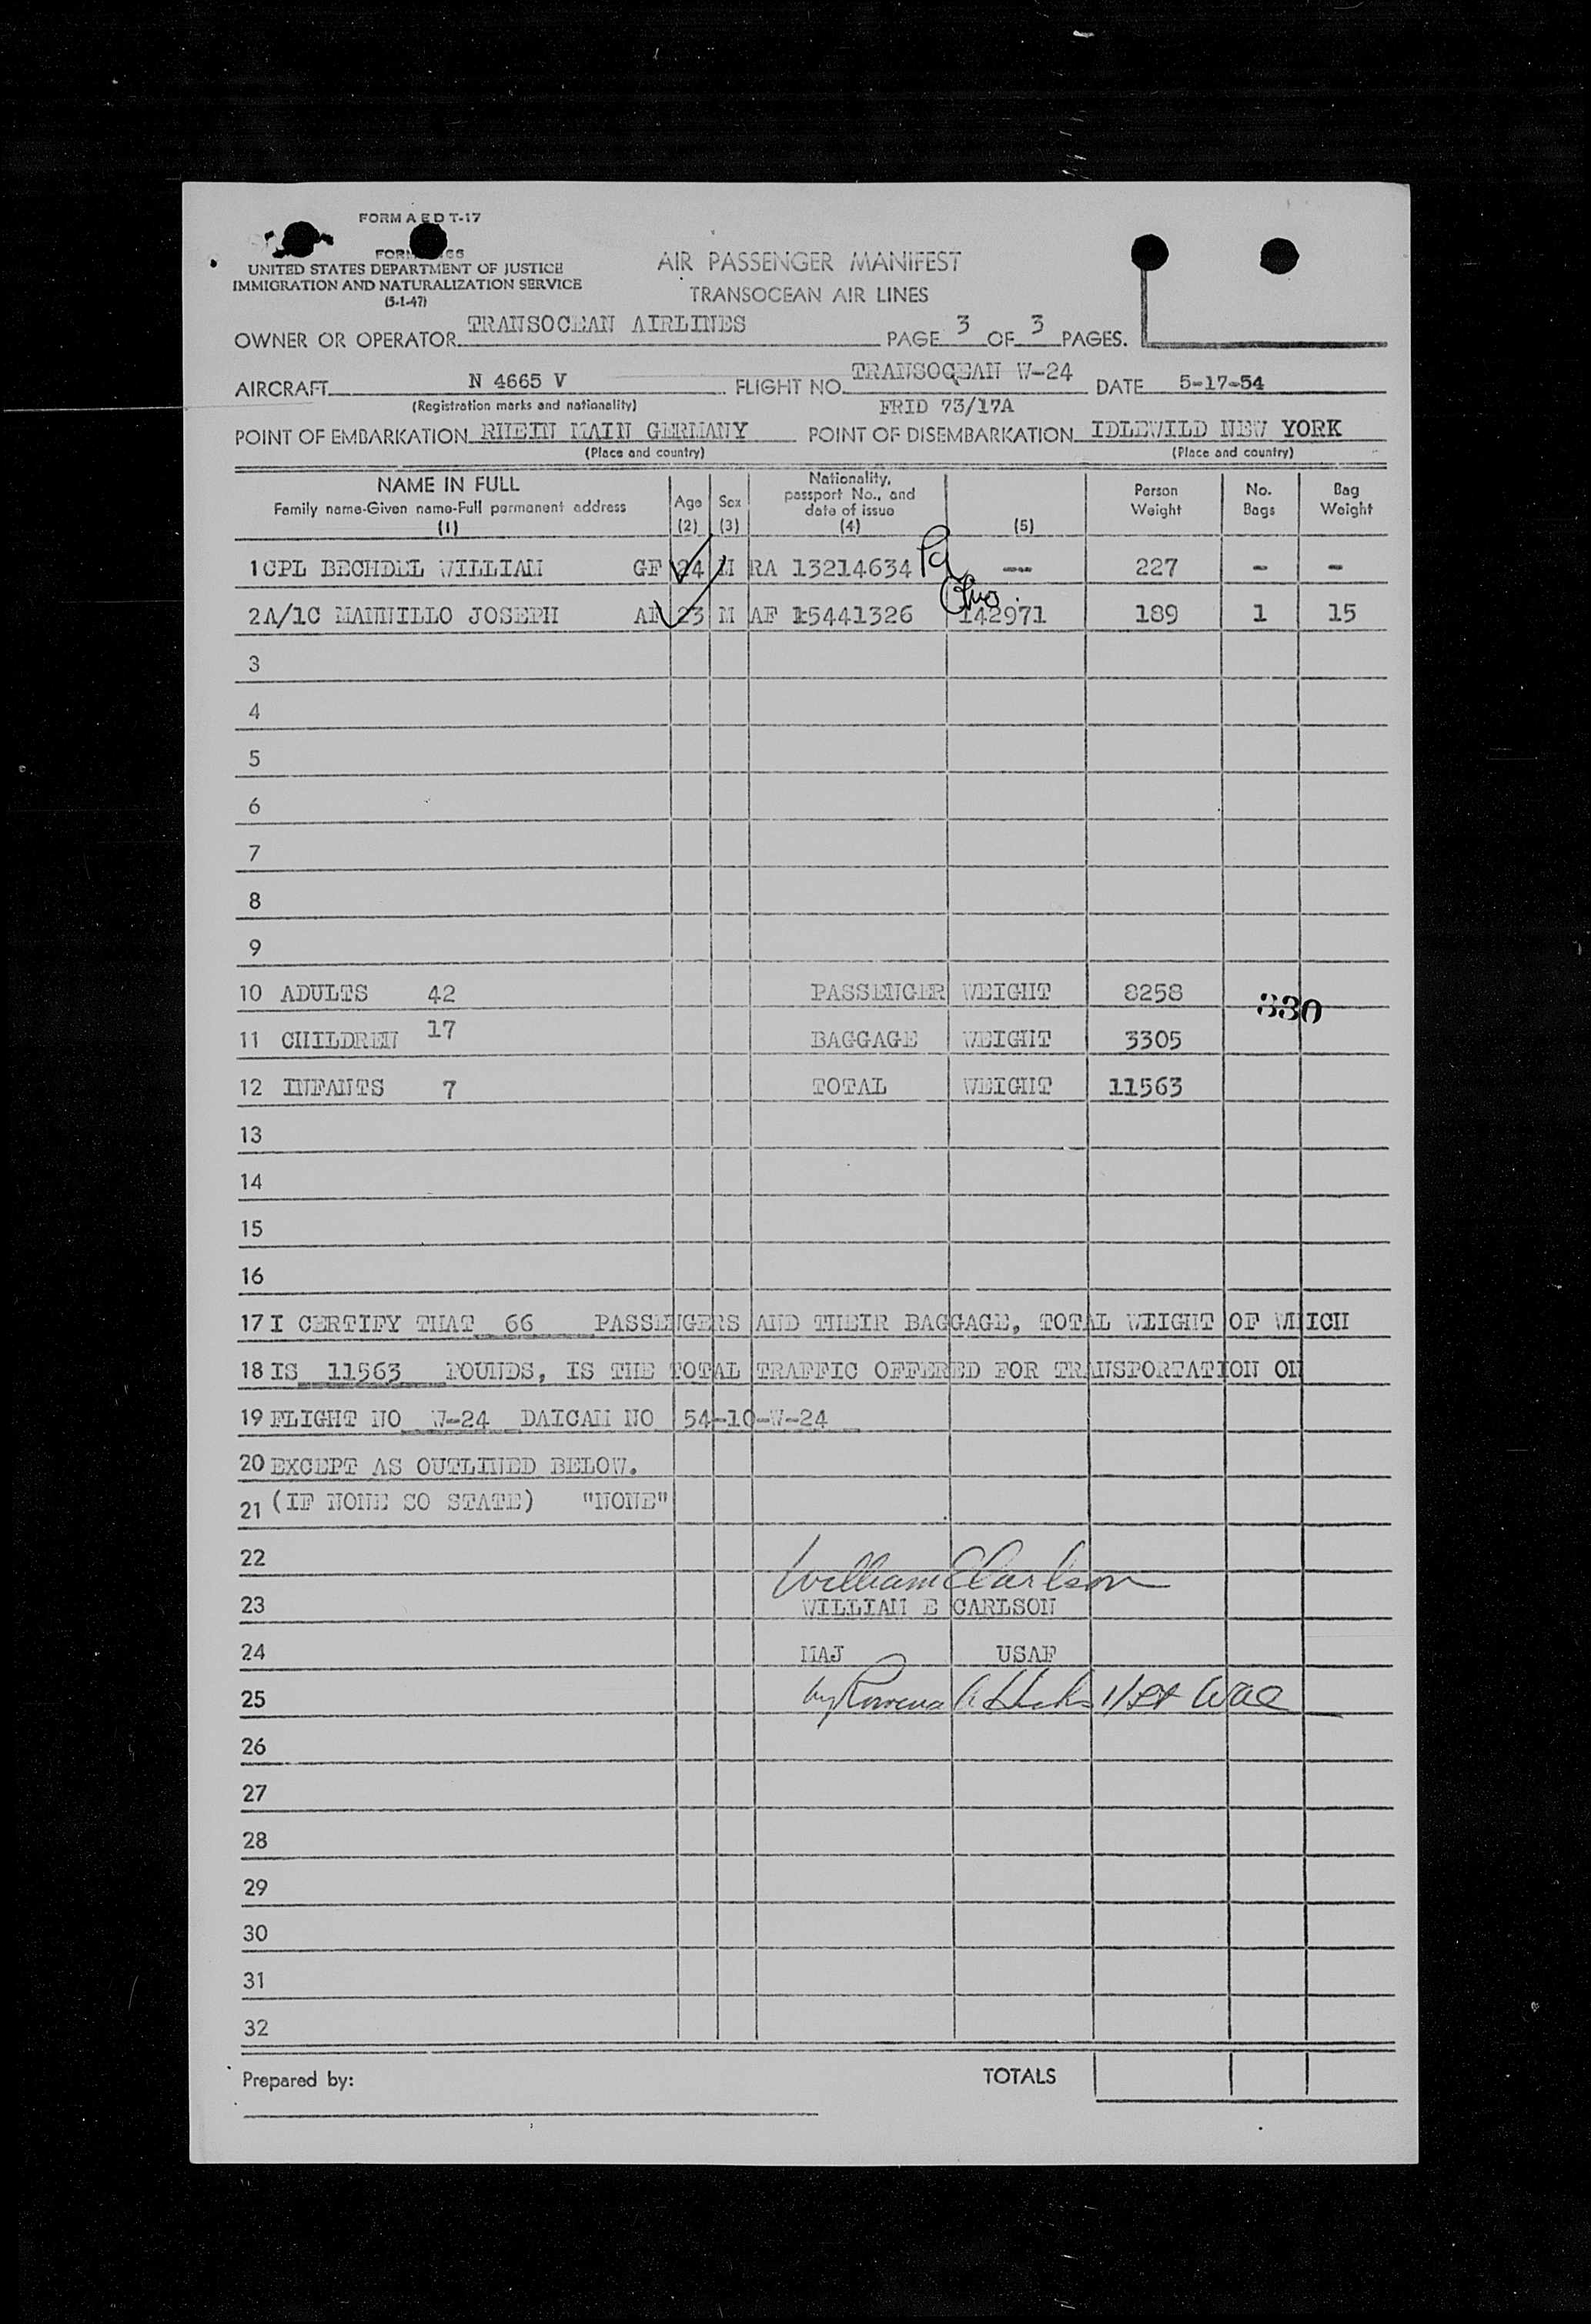 FORM A E D T-17
UNITED STATES DEPARTMENT OF JUSTICE
IMMIGRATION AND NATURALIZATION SERVICE
(5-1-47)
AIR PASSENGER MANIFEST
TRANSOCEAN AIR LINES
OWNER OR OPERATOR TRANSOCEAN AIRLINES PAGE 3 OF 3 PAGES.
AIRCRAFT N 4665 V FLIGHT NO. TRANSOCEAN W-24 DATE 5-17-54
(Registration marks and nationality) FRID 73/17A
POINT OF EMBARKATION RHEIN MAIN GERMANY POINT OF DISEMBARKATION IDLEWILD NEW YORK
(Place and country) (Place and country)
NAME IN FULL
Family name-Given name-Full permanent address
(1)
Age
(2)
Sex
(3)
Nationality,
passport No., and
date of issue
(4)
(5)
Person
Weight
No.
Bags
Bag
Weight
1 CPL BECHDEL WILLIAM GF 24 M RA 13214634 Pa -- 227 - -
2 A/1C MANNILLO JOSEPH AF 23 M AF 15441326 Ohio 142971 189 1 15
3
4
5
6
7
8
9
10 ADULTS 42 PASSENGER WEIGHT 8258 330
11 CHILDREN 17 BAGGAGE WEIGHT 3305
12 INFANTS 7 TOTAL WEIGHT 11563
13
14
15
16
17 I CERTIFY THAT 66 PASSENGERS AND THEIR BAGGAGE, TOTAL WEIGHT OF WHICH
18 IS 11563 POUNDS, IS THE TOTAL TRAFFIC OFFERED FOR TRANSPORTATION ON
19 FLIGHT NO W-24 DAICAM NO 54-10-W-24
20 EXCEPT AS OUTLINED BELOW.
21 (IF NONE SO STATE) "NONE"
22 William E Carlson
23 WILLIAM E CARLSON
24 MAJ USAF
25 by Rowena A Hicks 1/Lt WAC
26
27
28
29
30
31
32
Prepared by: TOTALS